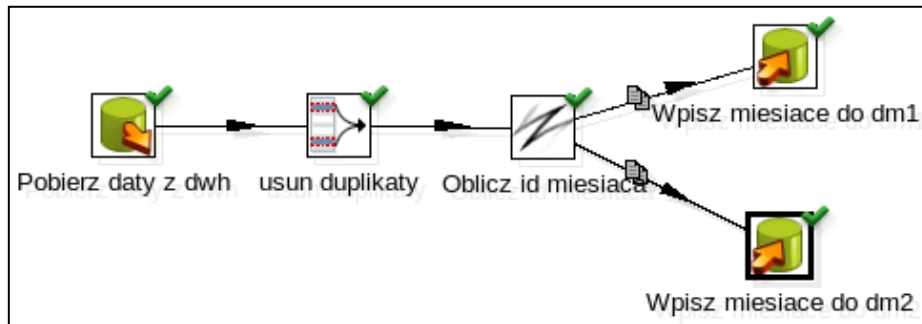 Wpisz miesiace do dm1
Pobierz daty z dwh
usun duplikaty
Oblicz id miesiaca
Wpisz miesiace do dm2